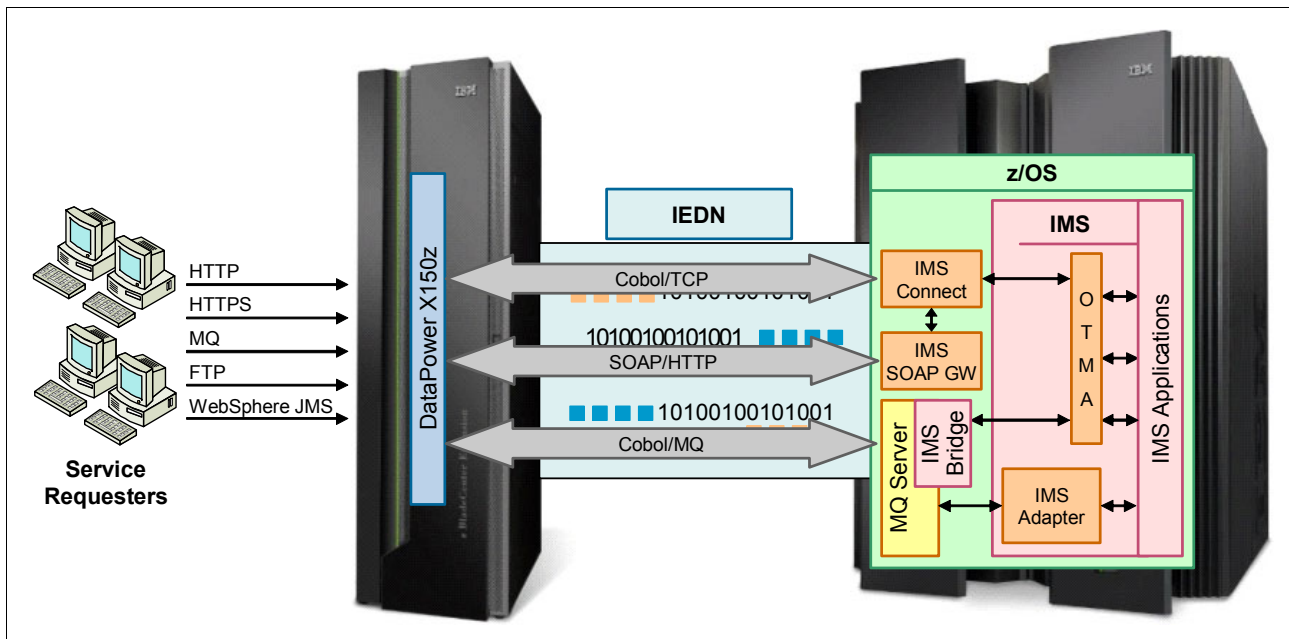 IBM
IBM
z/OS
IEDN
IMS
HTTP
HTTPS
MQ
FTP
WebSphere JMS
Service
Requesters
DataPower X150z
Cobol/TCP
10100100101001
SOAP/HTTP
10100100101001
Cobol/MQ
IMS
Connect
IMS
SOAP GW
MQ Server
IMS
Bridge
IMS
Adapter
O
T
M
A
IMS Applications